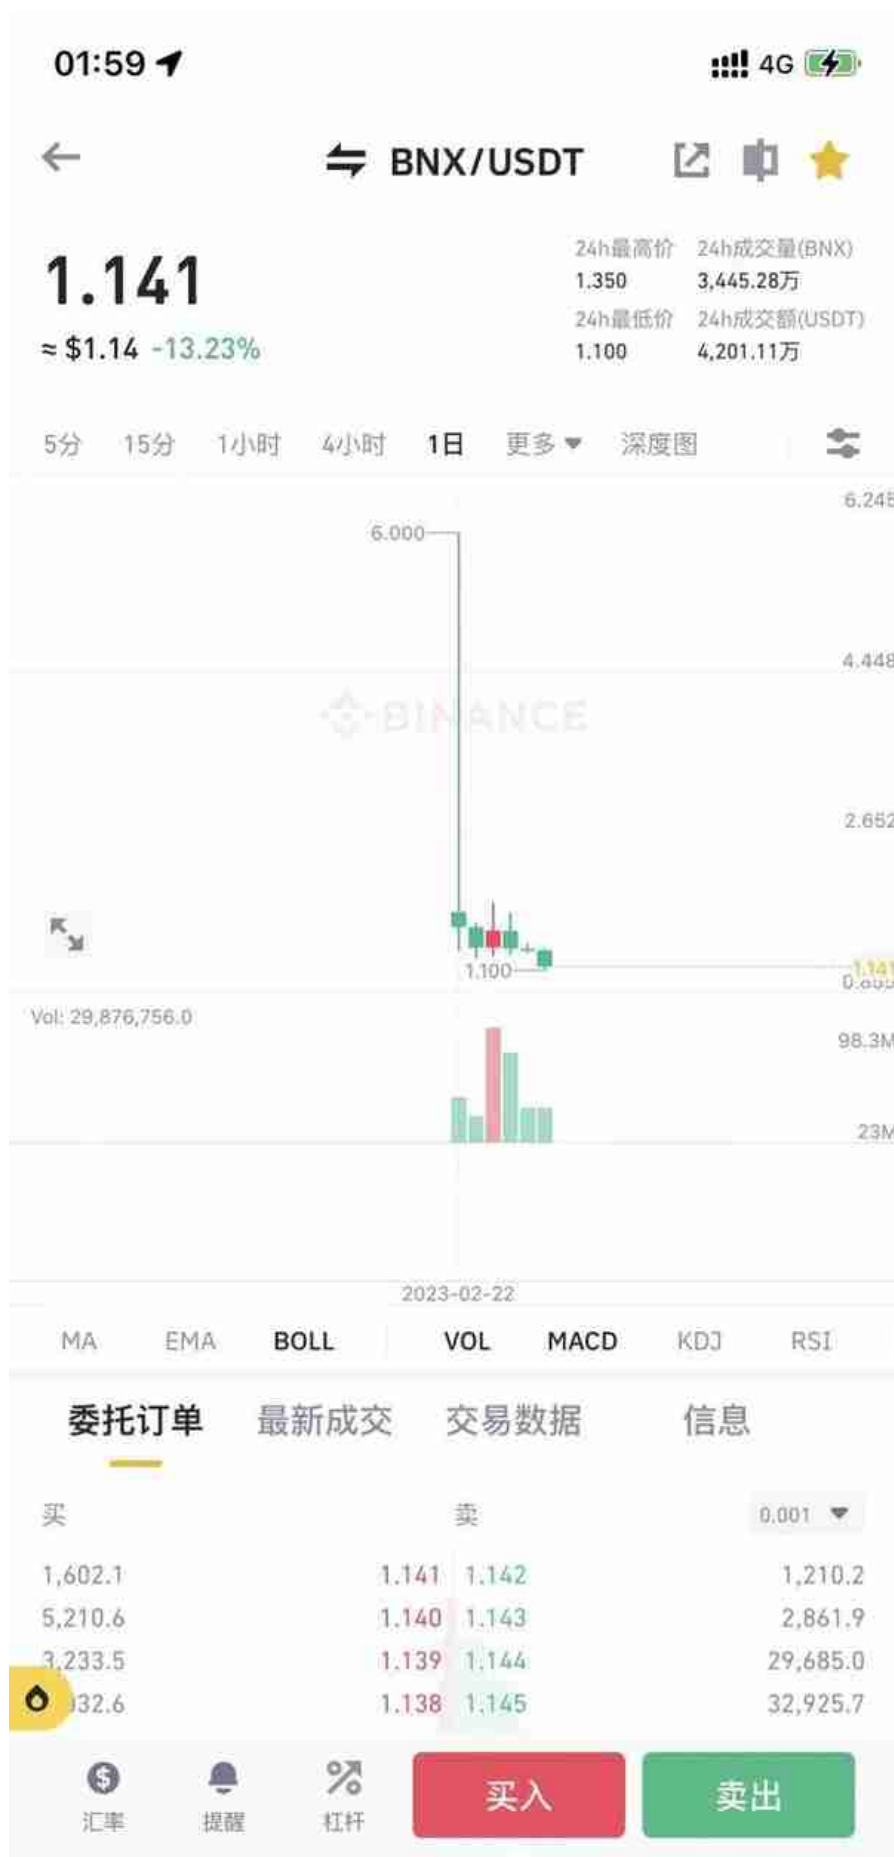 01:59
4G
BNX/USDT
1.141
≈ $1.14 -13.23%
24h最高价 24h成交量(BNX)
1.350 3,445.28万
24h最低价 24h成交额(USDT)
1.100 4,201.11万
5分 15分 1小时 4小时 1日 更多 深度图
6.245
6.000
4.448
BINANCE
2.652
1.100
1.141
Vol: 29,876,756.0
98.3M
23M
2023-02-22
MA EMA BOLL VOL MACD KDJ RSI
委托订单 最新成交 交易数据 信息
买 卖 0.001
1,602.1 1.141 1.142 1,210.2
5,210.6 1.140 1.143 2,861.9
3,233.5 1.139 1.144 29,685.0
932.6 1.138 1.145 32,925.7
汇率 提醒 杠杆 买入 卖出